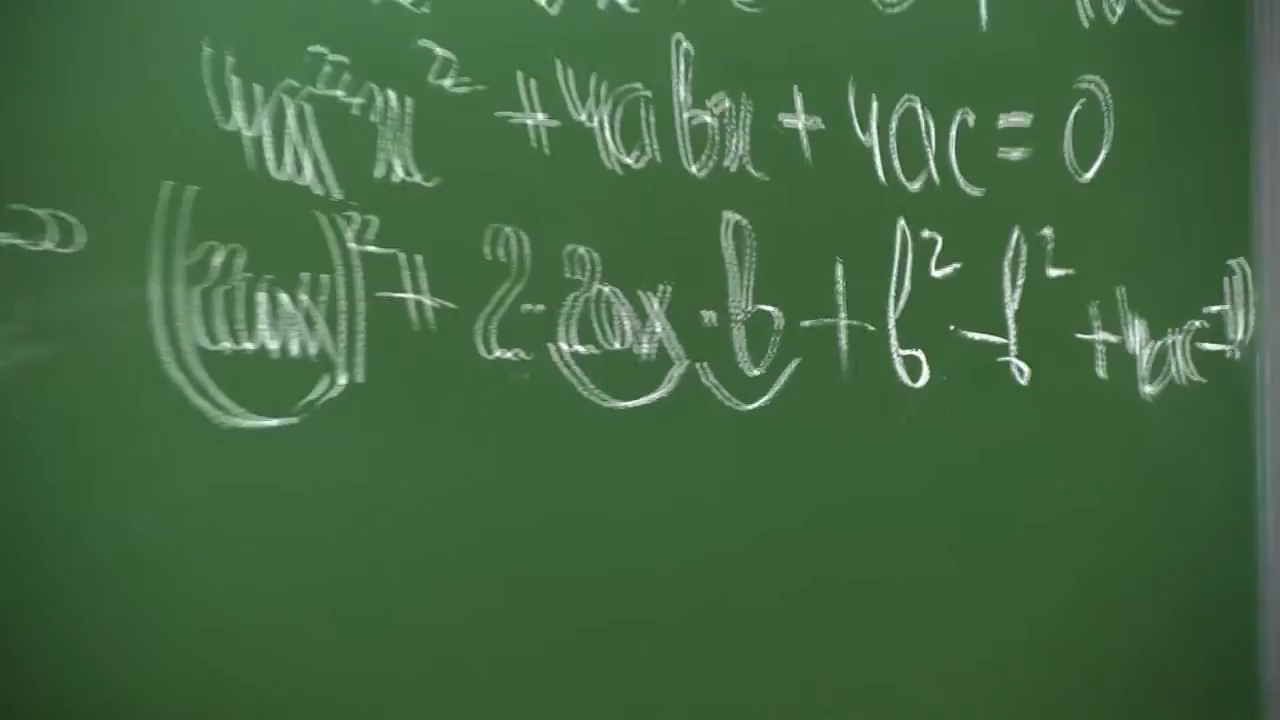 4a²x² + 4abx + 4ac = 0
(2ax)² + 2·2ax·b + b² - b² + 4ac = 0